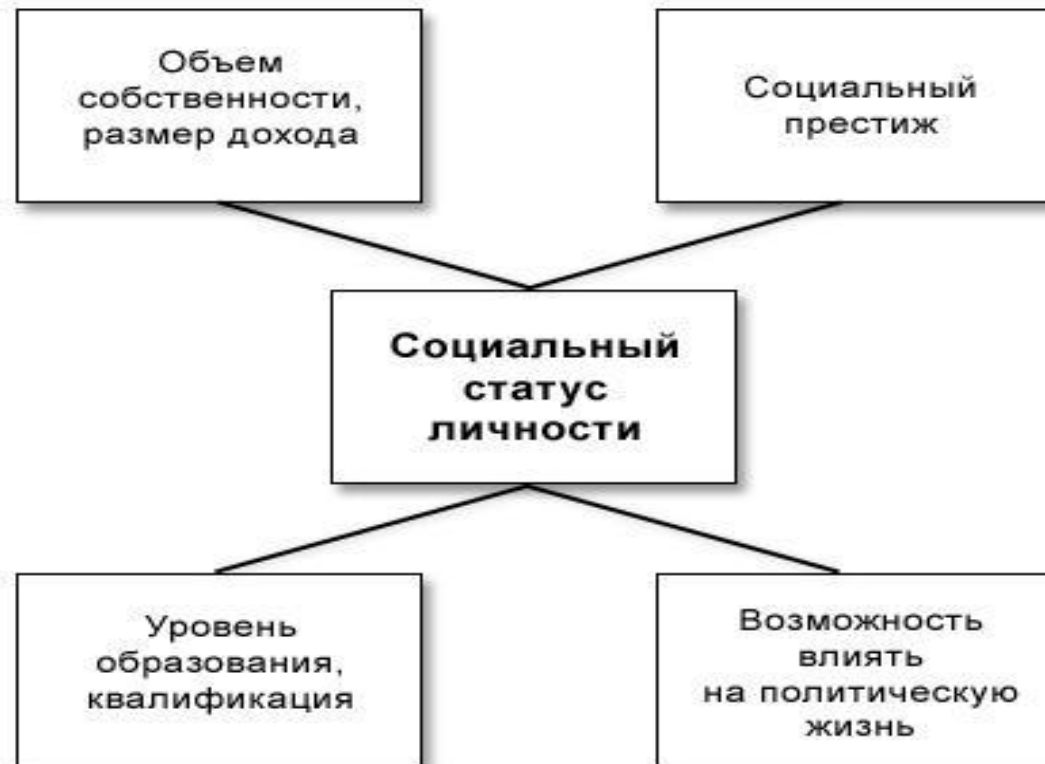 Объем
собственности,
размер дохода
Социальный
престиж
Социальный
статус
личности
Уровень
образования,
квалификация
Возможность
влиять
на политическую
жизнь